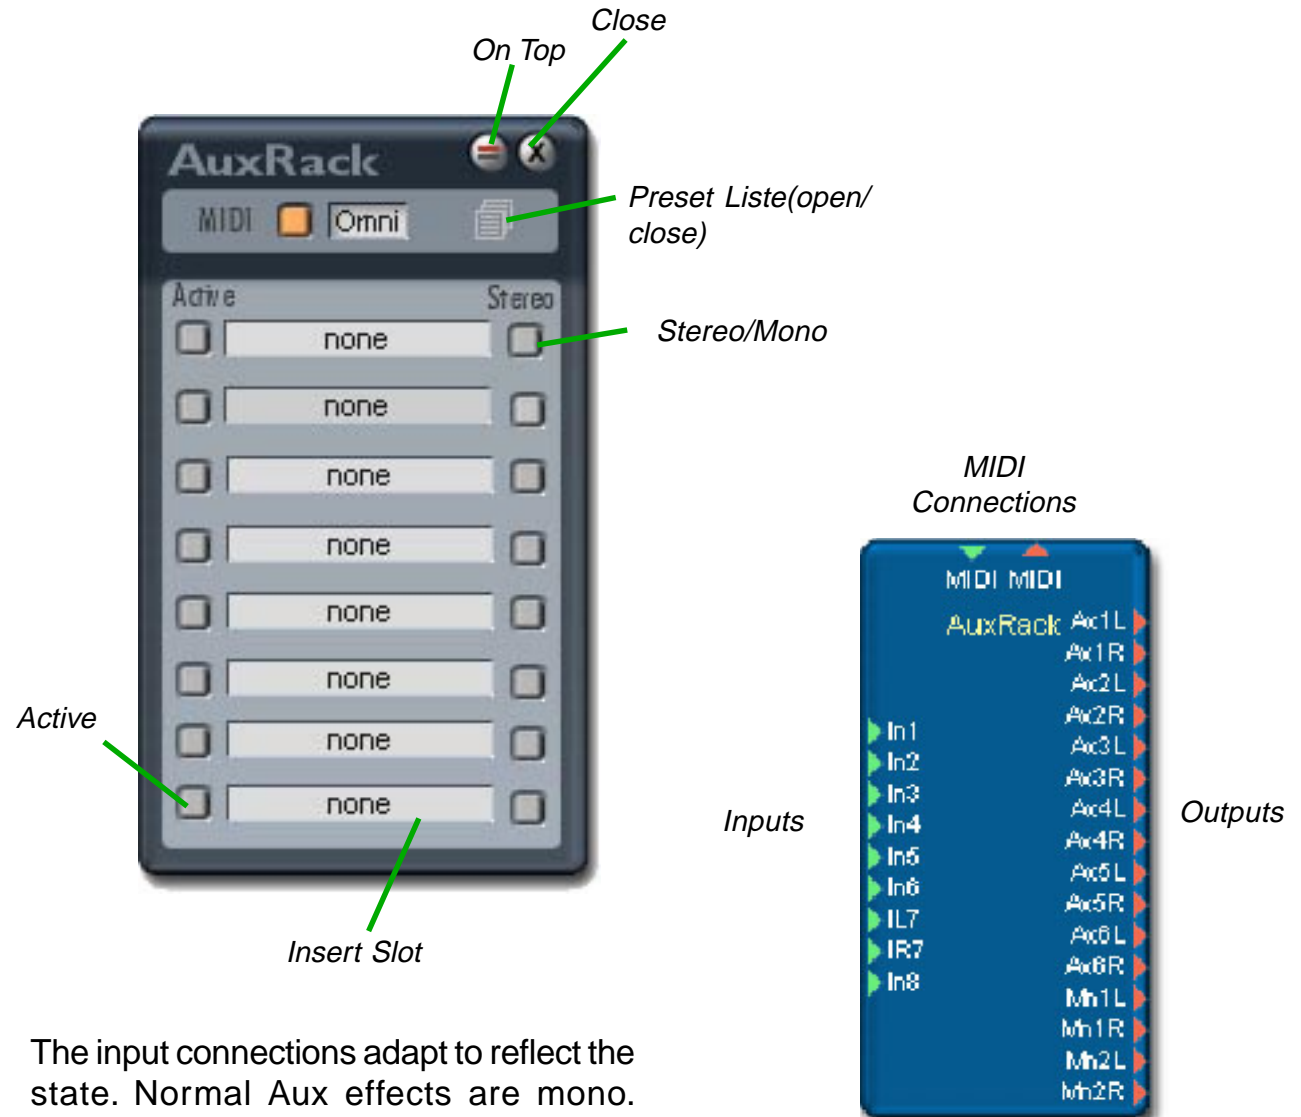 Close
On Top
AuxRack
X
MIDI Omni
Preset Liste(open/
close)
Active Stereo
none
Stereo/Mono
none
none
none
none
none
none
none
Active
Insert Slot
MIDI
Connections
MIDI MIDI
AuxRack
Inputs
In1
In2
In3
In4
In5
In6
IL7
IR7
In8
Ax1L
Ax1R
Ax2L
Ax2R
Ax3L
Ax3R
Ax4L
Ax4R
Ax5L
Ax5R
Ax6L
Ax6R
Mn1L
Mn1R
Mn2L
Mn2R
Outputs
The input connections adapt to reflect the
state. Normal Aux effects are mono.